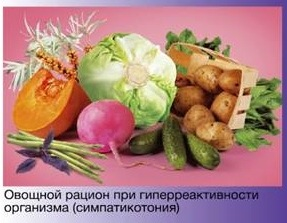 Овощной рацион при гиперреактивности
организма (симпатикотония)